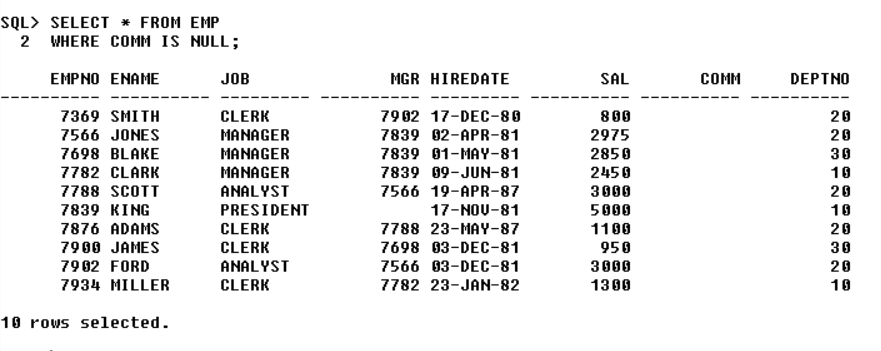 SQL> SELECT * FROM EMP
  2  WHERE COMM IS NULL;
     EMPNO ENAME      JOB              MGR HIREDATE         SAL       COMM     DEPTNO
---------- ---------- --------- ---------- --------- ---------- ---------- ----------
      7369 SMITH      CLERK           7902 17-DEC-80        800                    20
      7566 JONES      MANAGER         7839 02-APR-81       2975                    20
      7698 BLAKE      MANAGER         7839 01-MAY-81       2850                    30
      7782 CLARK      MANAGER         7839 09-JUN-81       2450                    10
      7788 SCOTT      ANALYST         7566 19-APR-87       3000                    20
      7839 KING       PRESIDENT            17-NOV-81       5000                    10
      7876 ADAMS      CLERK           7788 23-MAY-87       1100                    20
      7900 JAMES      CLERK           7698 03-DEC-81        950                    30
      7902 FORD       ANALYST         7566 03-DEC-81       3000                    20
      7934 MILLER     CLERK           7782 23-JAN-82       1300                    10
10 rows selected.